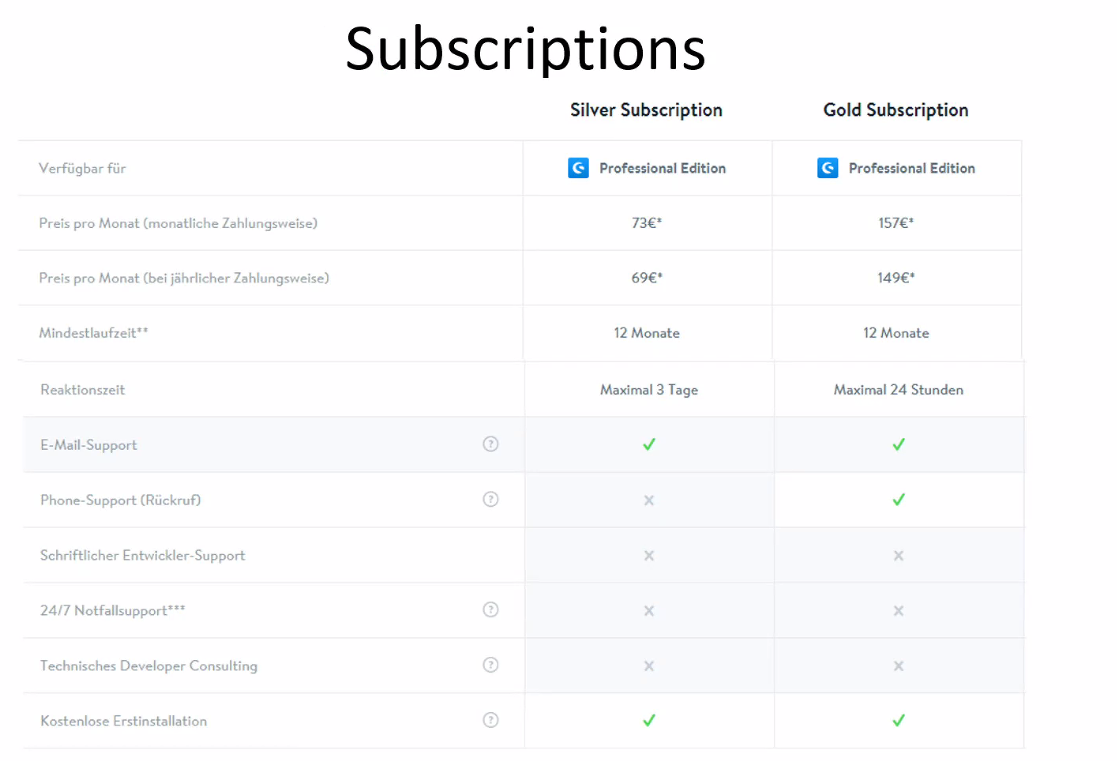 Subscriptions
Silver Subscription Gold Subscription
Verfügbar für Professional Edition Professional Edition
Preis pro Monat (monatliche Zahlungsweise) 73€* 157€*
Preis pro Monat (bei jährlicher Zahlungsweise) 69€* 149€*
Mindestlaufzeit** 12 Monate 12 Monate
Reaktionszeit Maximal 3 Tage Maximal 24 Stunden
E-Mail-Support ? ✓ ✓
Phone-Support (Rückruf) ? × ✓
Schriftlicher Entwickler-Support × ×
24/7 Notfallsupport*** ? × ×
Technisches Developer Consulting ? × ×
Kostenlose Erstinstallation ? ✓ ✓